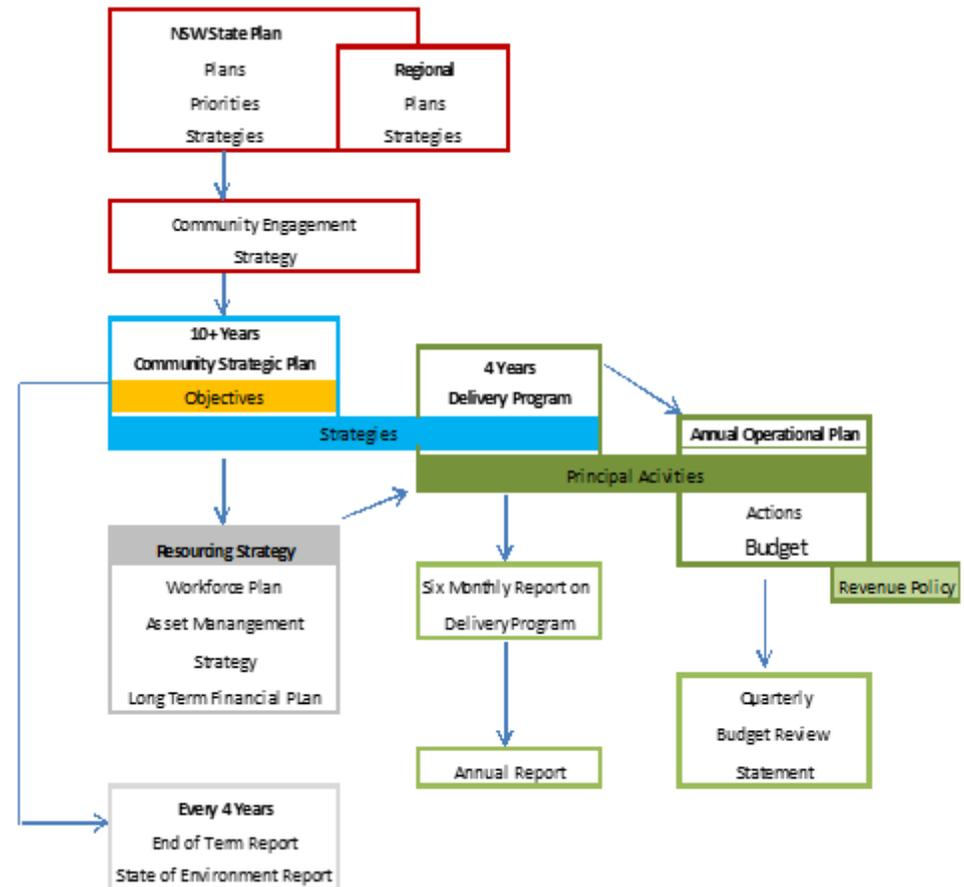 NSW State Plan
Plans
Priorities
Strategies
Regional
Plans
Strategies
Community Engagement
Strategy
10+ Years
Community Strategic Plan
Objectives
Strategies
4 Years
Delivery Program
Annual Operational Plan
Principal Acivities
Actions
Budget
Revenue Policy
Resourcing Strategy
Workforce Plan
Asset Manangement
Strategy
Long Term Financial PLan
Six Monthly Report on
Delivery Program
Annual Report
Quarterly
Budget Review
Statement
Every 4 Years
End of Term Report
State of Environment Report